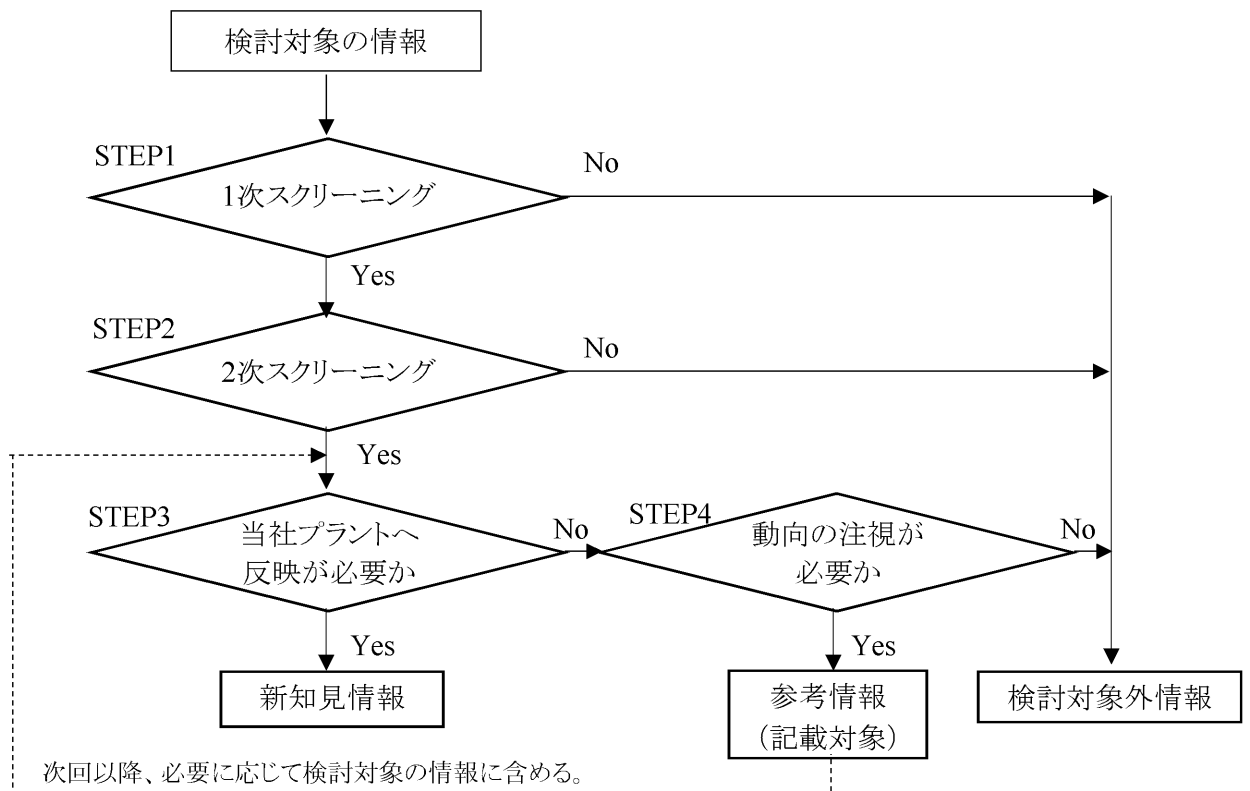 検討対象の情報
STEP1
1次スクリーニング
No
Yes
STEP2
2次スクリーニング
No
Yes
STEP3
当社プラントへ
反映が必要か
No
STEP4
動向の注視が
必要か
No
Yes
Yes
新知見情報
参考情報
（記載対象）
検討対象外情報
次回以降、必要に応じて検討対象の情報に含める。